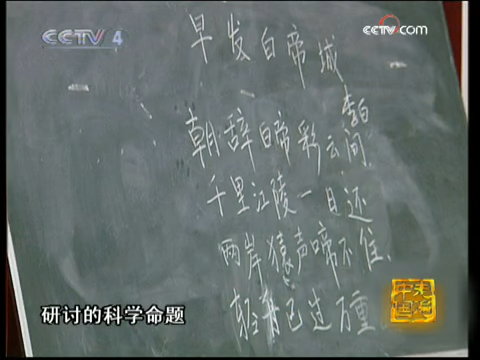 CCTV 4
CCTV.com
早发白帝城
李白
朝辞白帝彩云间
千里江陵一日还
两岸猿声啼不住、
轻舟已过万重
研讨的科学命题